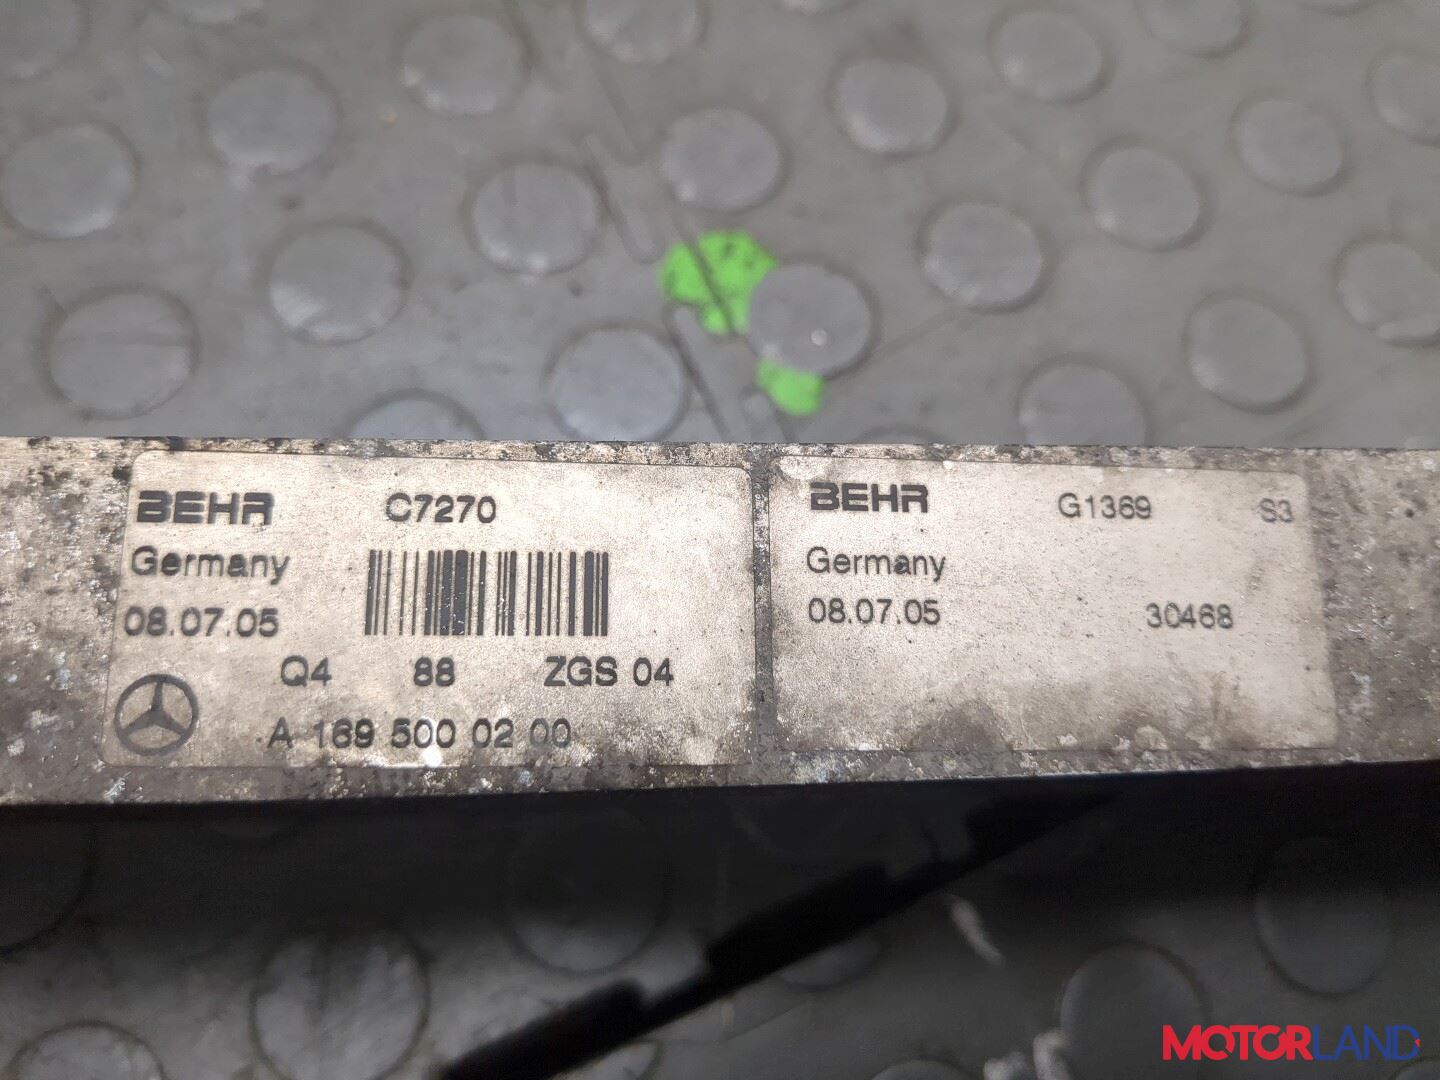 BEHR C7270
Germany
08.07.05
Q4 88 ZGS 04
A 169 500 02 00
BEHR G1369 S3
Germany
08.07.05 30468
MOTORLAND